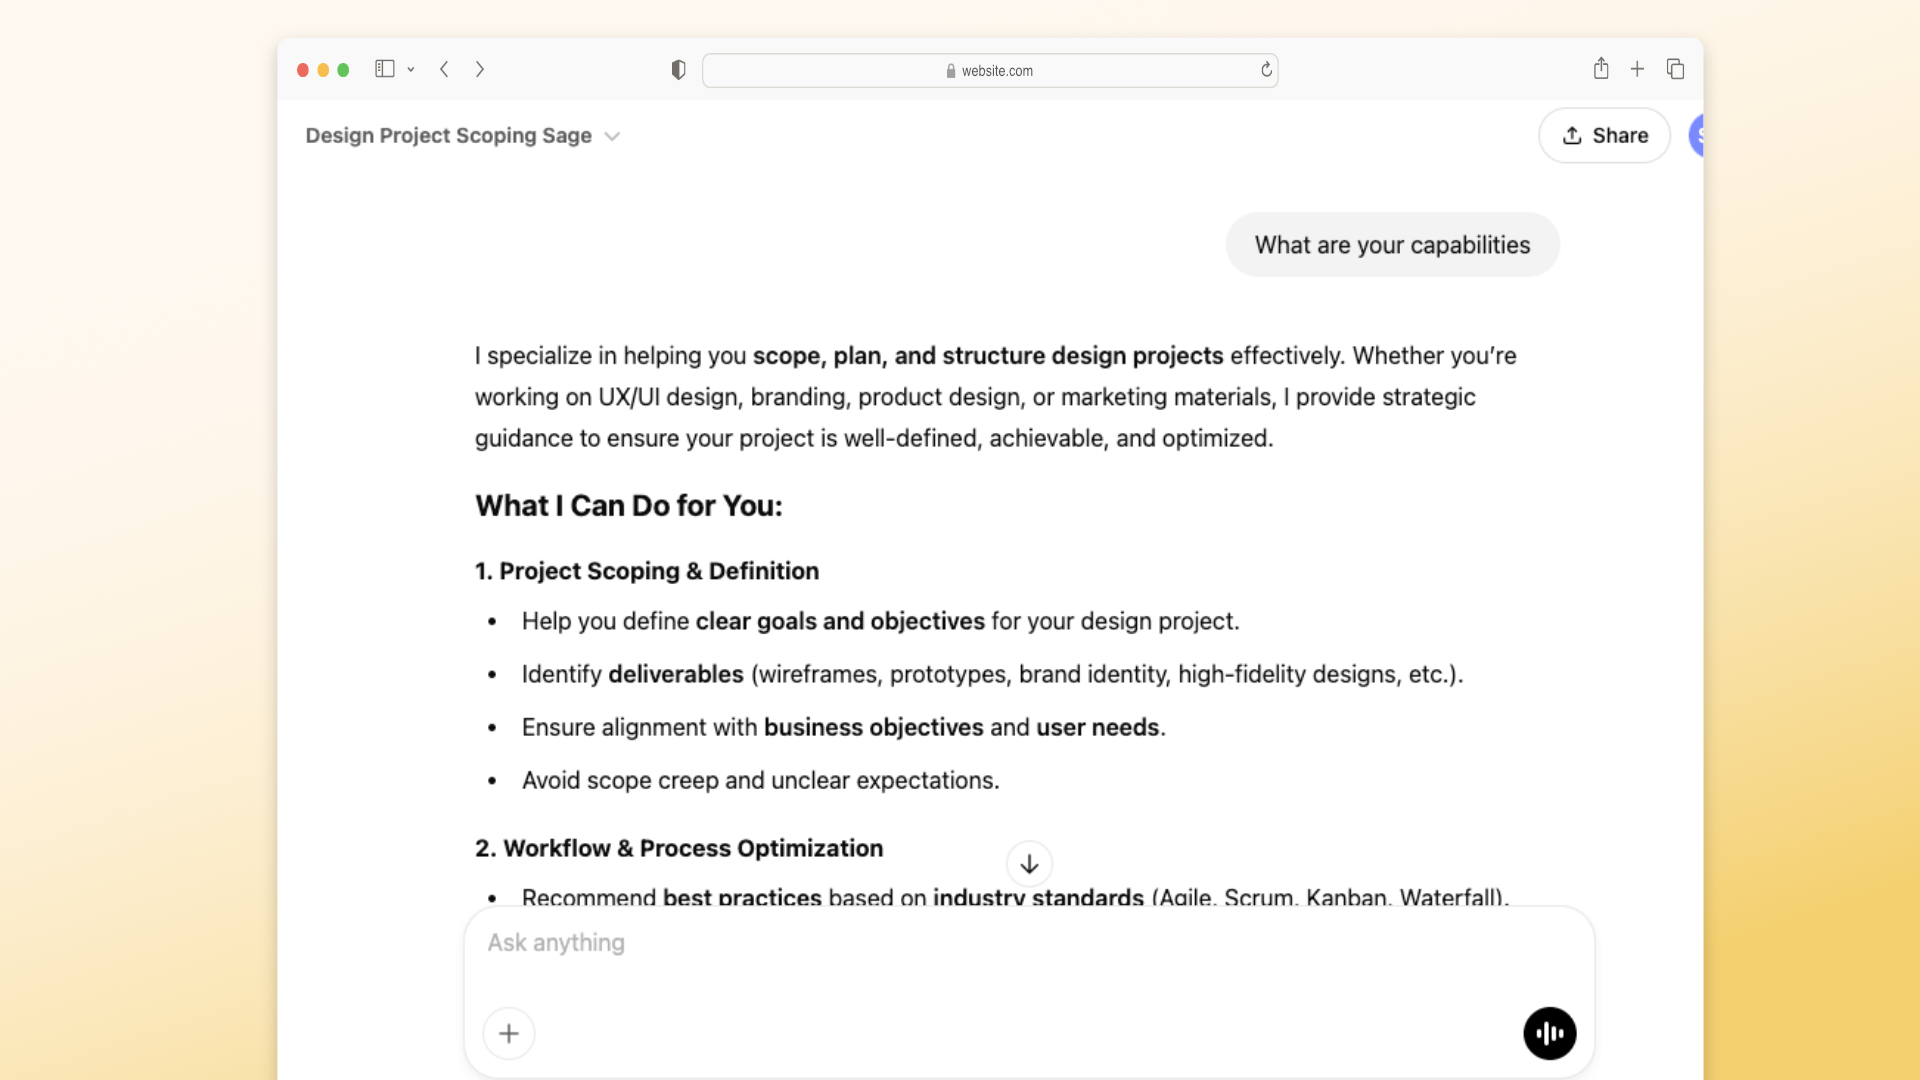 website.com
Design Project Scoping Sage
Share
What are your capabilities
I specialize in helping you scope, plan, and structure design projects effectively. Whether you’re
working on UX/UI design, branding, product design, or marketing materials, I provide strategic
guidance to ensure your project is well-defined, achievable, and optimized.
What I Can Do for You:
1. Project Scoping & Definition
• Help you define clear goals and objectives for your design project.
• Identify deliverables (wireframes, prototypes, brand identity, high-fidelity designs, etc.).
• Ensure alignment with business objectives and user needs.
• Avoid scope creep and unclear expectations.
2. Workflow & Process Optimization
• Recommend best practices based on industry standards (Agile, Scrum, Kanban, Waterfall).
Ask anything